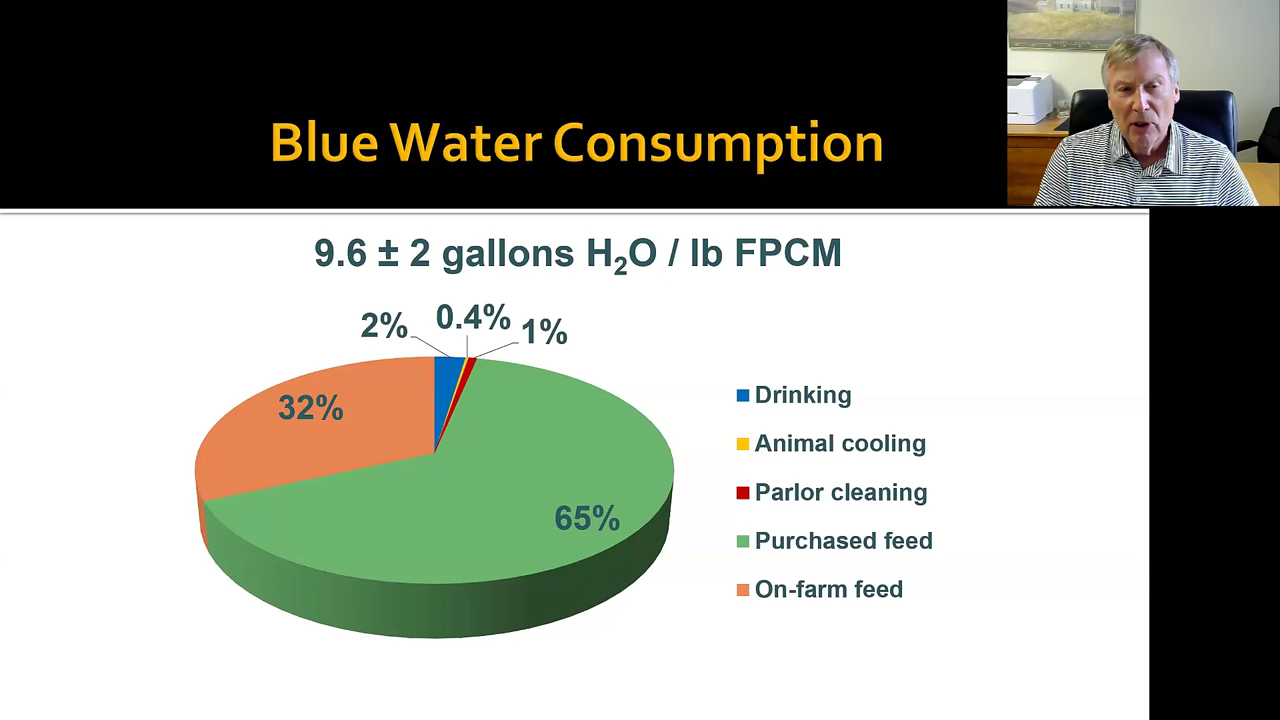 Blue Water Consumption
9.6 ± 2 gallons H₂O / lb FPCM
2%
0.4%
1%
32%
65%
Drinking
Animal cooling
Parlor cleaning
Purchased feed
On-farm feed